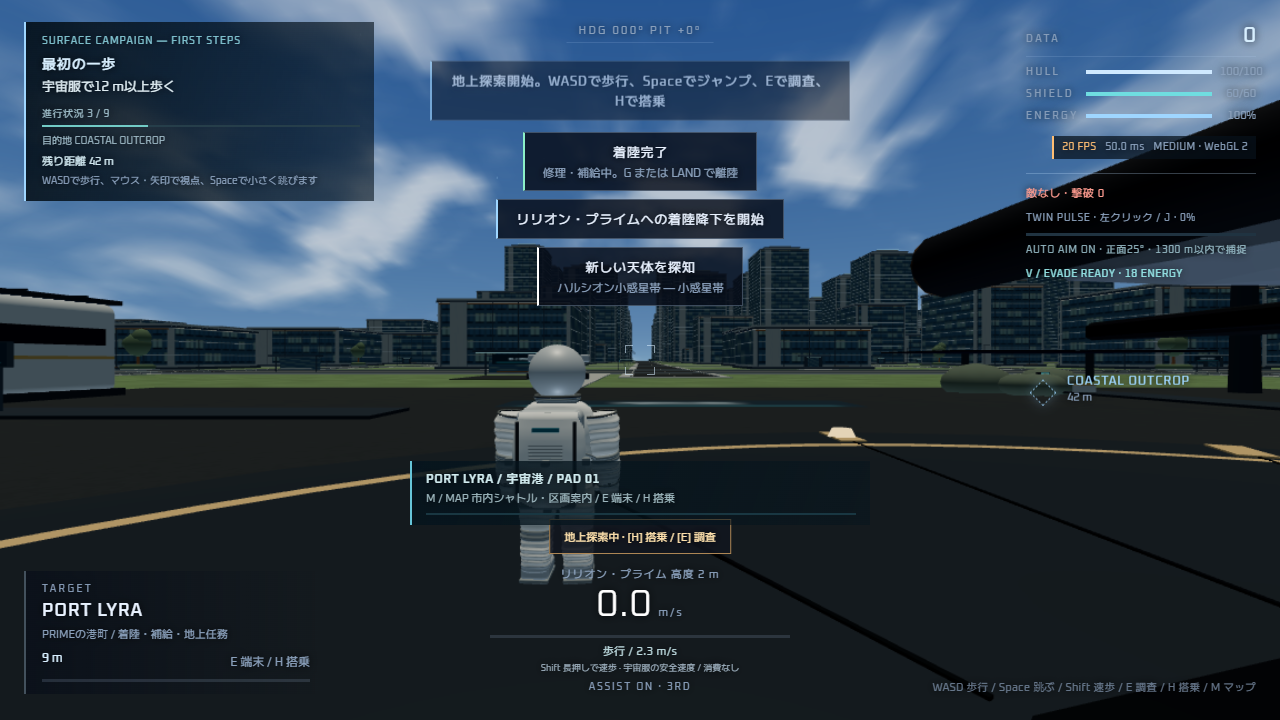 SURFACE CAMPAIGN — FIRST STEPS
最初の一歩
宇宙服で12 m以上歩く
進行状況 3 / 9
目的地 COASTAL OUTCROP
残り距離 42 m
WASDで歩行、マウス・矢印で視点、Spaceで小さく跳びます
HDG 000° PIT +0°
地上探索開始。WASDで歩行、Spaceでジャンプ、Eで調査、
Hで搭乗
着陸完了
修理・補給中。G または LAND で離陸
リリオン・プライムへの着陸降下を開始
新しい天体を探知
ハルシオン小惑星帯 — 小惑星帯
DATA 0
HULL 100/100
SHIELD 60/60
ENERGY 100%
20 FPS 50.0 ms MEDIUM · WebGL 2
敵なし · 撃破 0
TWIN PULSE · 左クリック / J · 0%
AUTO AIM ON · 正面25° · 1300 m以内で捕捉
V / EVADE READY · 18 ENERGY
COASTAL OUTCROP
42 m
PORT LYRA / 宇宙港 / PAD 01
M / MAP 市内シャトル・区画案内 / E 端末 / H 搭乗
地上探索中 · [H] 搭乗 / [E] 調査
リリオン・プライム 高度 2 m
0.0 m/s
歩行 / 2.3 m/s
Shift 長押しで速歩 · 宇宙服の安全速度 / 消費なし
ASSIST ON · 3RD
TARGET
PORT LYRA
PRIMEの港町 / 着陸・補給・地上任務
9 m
E 端末 / H 搭乗
WASD 歩行 / Space 跳ぶ / Shift 速歩 / E 調査 / H 搭乗 / M マップ